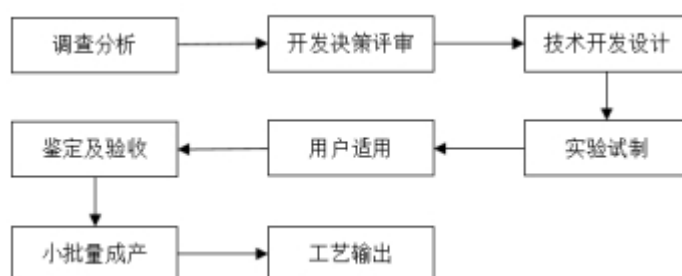 调查分析
开发决策评审
技术开发设计
实验试制
用户适用
鉴定及验收
小批量成产
工艺输出